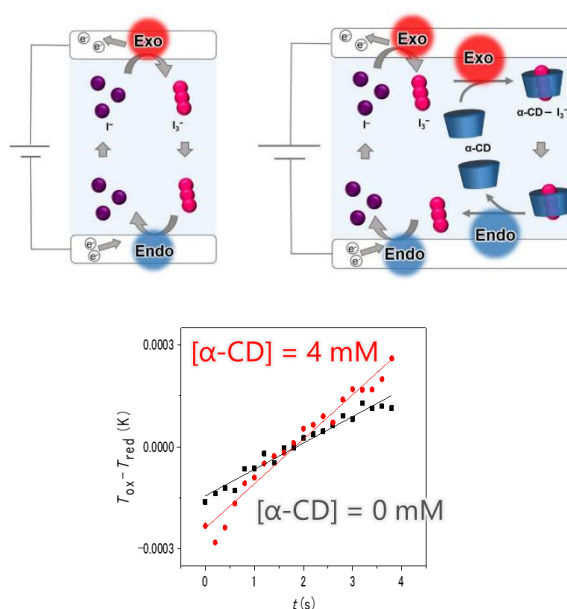 e⁻ e⁻ Exo
I⁻ I₃⁻
e⁻ e⁻ Endo
e⁻ e⁻ Exo
Exo
I⁻ I₃⁻ α-CD α-CD – I₃⁻
e⁻ e⁻ Endo
Endo
[α-CD] = 4 mM
[α-CD] = 0 mM
T_ox – T_red (K)
0.0003
0.0000
−0.0003
0 1 2 3 4
t(s)